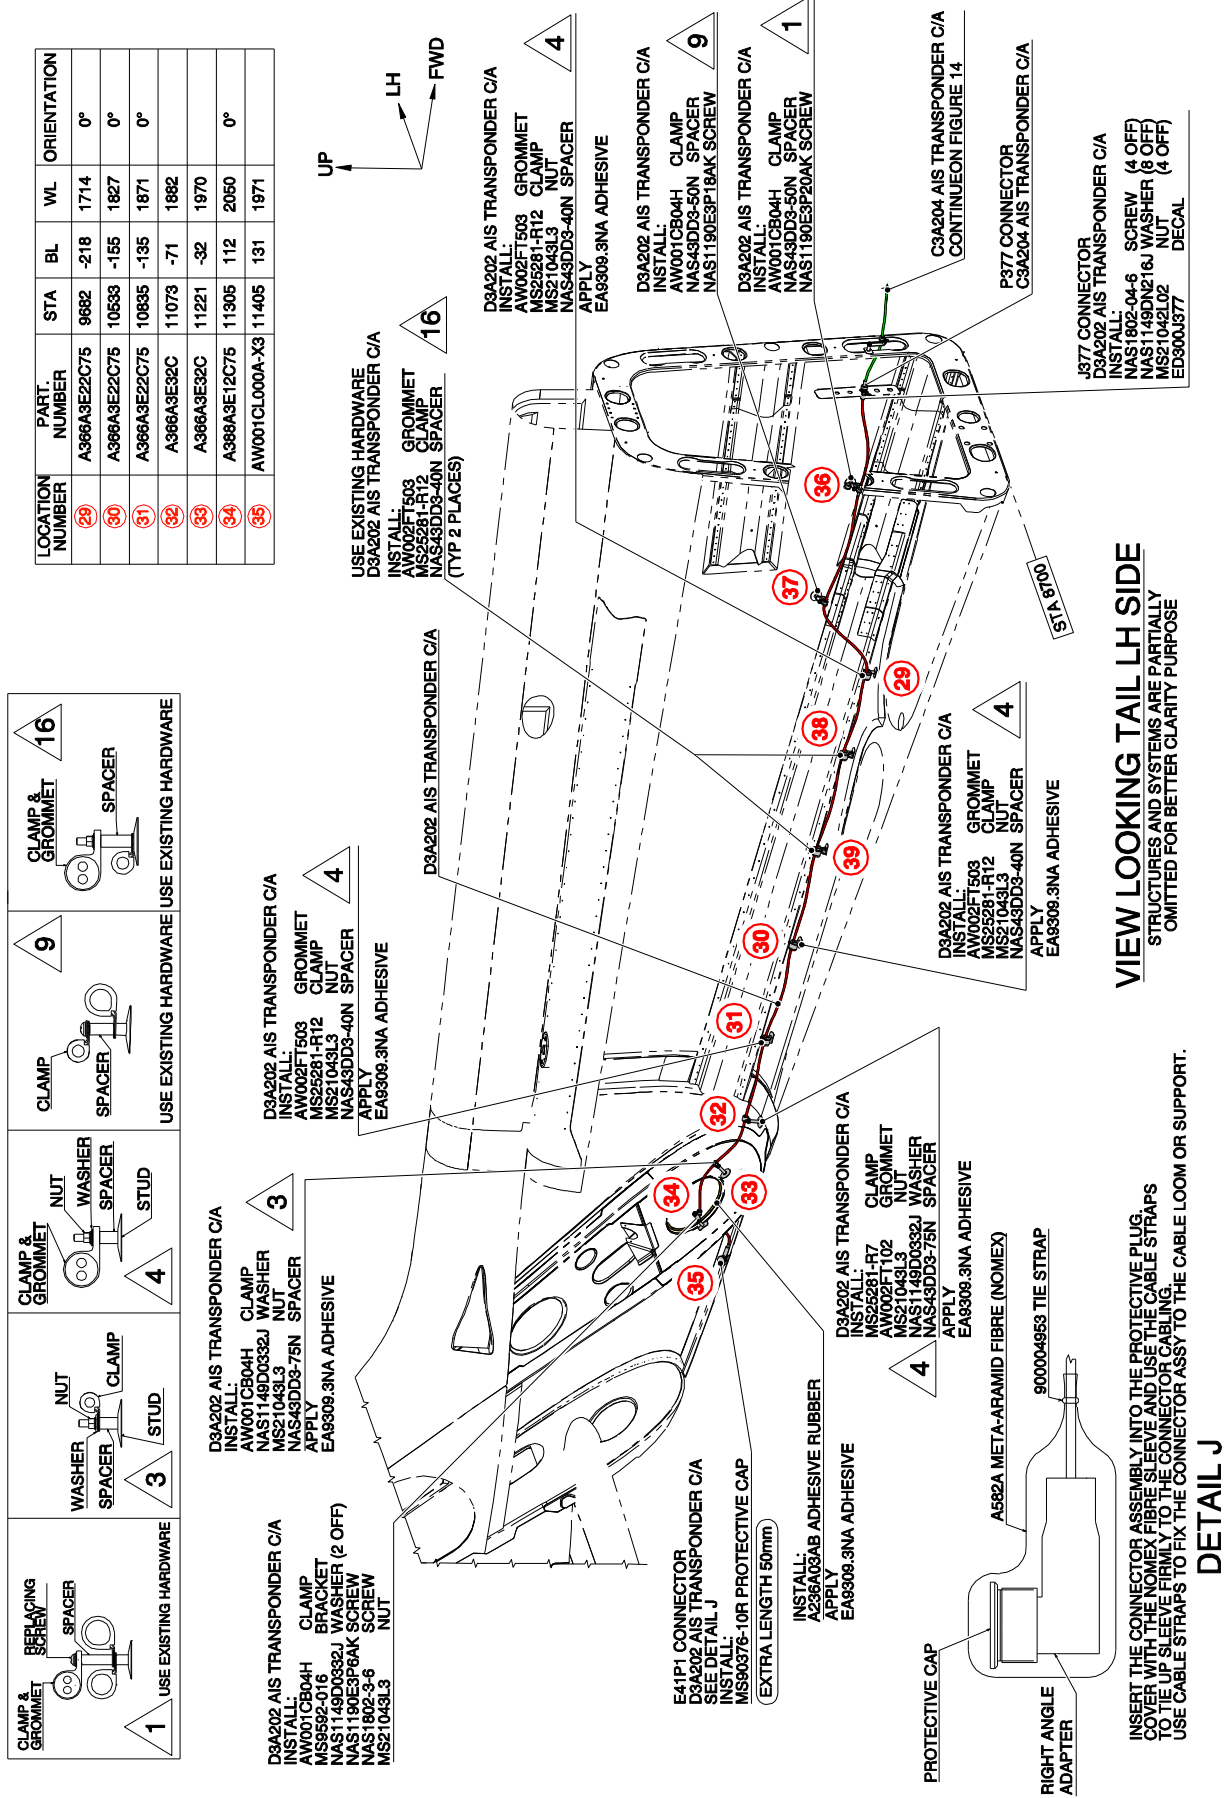 CLAMP &
GROMMET
REPLACING
SCREW
SPACER
1
USE EXISTING HARDWARE
WASHER
SPACER
NUT
CLAMP
STUD
3
CLAMP &
GROMMET
NUT
WASHER
SPACER
STUD
4
CLAMP
SPACER
9
USE EXISTING HARDWARE
CLAMP &
GROMMET
SPACER
16
USE EXISTING HARDWARE
LOCATION NUMBER PART. NUMBER STA BL WL ORIENTATION
29 A366A3E22C75 9682 -218 1714 0°
30 A366A3E22C75 10533 -155 1827 0°
31 A366A3E22C75 10835 -135 1871 0°
32 A366A3E32C 11073 -71 1882
33 A366A3E32C 11221 -32 1970
34 A388A3E12C75 11305 112 2050 0°
35 AW001CL000A-X3 11405 131 1971
UP
LH
FWD
D3A202 AIS TRANSPONDER C/A
INSTALL:
AW001CB04H CLAMP
MS9592-016 BRACKET
NAS1149D0332J WASHER (2 OFF)
NAS1190E3P6AK SCREW
NAS1802-3-6 SCREW
MS21043L3 NUT
D3A202 AIS TRANSPONDER C/A
INSTALL:
AW001CB04H CLAMP
NAS1149D0332J WASHER
MS21043L3 NUT
NAS43DD3-75N SPACER
APPLY
EA9309.3NA ADHESIVE
3
D3A202 AIS TRANSPONDER C/A
INSTALL:
AW002FT503 GROMMET
MS25281-R12 CLAMP
MS21043L3 NUT
NAS43DD3-40N SPACER
APPLY
EA9309.3NA ADHESIVE
4
D3A202 AIS TRANSPONDER C/A
USE EXISTING HARDWARE
D3A202 AIS TRANSPONDER C/A
INSTALL:
AW002FT503 GROMMET
MS25281-R12 CLAMP
NAS43DD3-40N SPACER
(TYP 2 PLACES)
16
D3A202 AIS TRANSPONDER C/A
INSTALL:
AW002FT503 GROMMET
MS25281-R12 CLAMP
MS21043L3 NUT
NAS43DD3-40N SPACER
APPLY
EA9309.3NA ADHESIVE
4
D3A202 AIS TRANSPONDER C/A
INSTALL:
AW001CB04H CLAMP
NAS43DD3-50N SPACER
NAS1190E3P18AK SCREW
9
D3A202 AIS TRANSPONDER C/A
INSTALL:
AW001CB04H CLAMP
NAS43DD3-50N SPACER
NAS1190E3P20AK SCREW
1
C3A204 AIS TRANSPONDER C/A
CONTINUEON FIGURE 14
P377 CONNECTOR
C3A204 AIS TRANSPONDER C/A
J377 CONNECTOR
D3A202 AIS TRANSPONDER C/A
INSTALL:
NAS1802-04-6 SCREW (4 OFF)
NAS1149DN216J WASHER (8 OFF)
MS21042L02 NUT (4 OFF)
ED300J377 DECAL
34
35
33
32
31
30
39
38
29
37
36
STA 8700
E41P1 CONNECTOR
D3A202 AIS TRANSPONDER C/A
SEE DETAIL J
INSTALL:
MS90376-10R PROTECTIVE CAP
EXTRA LENGTH 50mm
INSTALL:
A236A03AB ADHESIVE RUBBER
APPLY
EA9309.3NA ADHESIVE
D3A202 AIS TRANSPONDER C/A
INSTALL:
MS25281-R7 CLAMP
AW002FT102 GROMMET
MS21043L3 NUT
NAS1149D0332J WASHER
NAS43DD3-75N SPACER
APPLY
EA9309.3NA ADHESIVE
4
D3A202 AIS TRANSPONDER C/A
INSTALL:
AW002FT503 GROMMET
MS25281-R12 CLAMP
MS21043L3 NUT
NAS43DD3-40N SPACER
APPLY
EA9309.3NA ADHESIVE
4
VIEW LOOKING TAIL LH SIDE
STRUCTURES AND SYSTEMS ARE PARTIALLY
OMITTED FOR BETTER CLARITY PURPOSE
PROTECTIVE CAP
RIGHT ANGLE
ADAPTER
A582A META-ARAMID FIBRE (NOMEX)
900004953 TIE STRAP
INSERT THE CONNECTOR ASSEMBLY INTO THE PROTECTIVE PLUG.
COVER WITH THE NOMEX FIBRE SLEEVE AND USE THE CABLE STRAPS
TO TIE UP SLEEVE FIRMLY TO THE CONNECTOR CABLING.
USE CABLE STRAPS TO FIX THE CONNECTOR ASSY TO THE CABLE LOOM OR SUPPORT.
DETAIL J